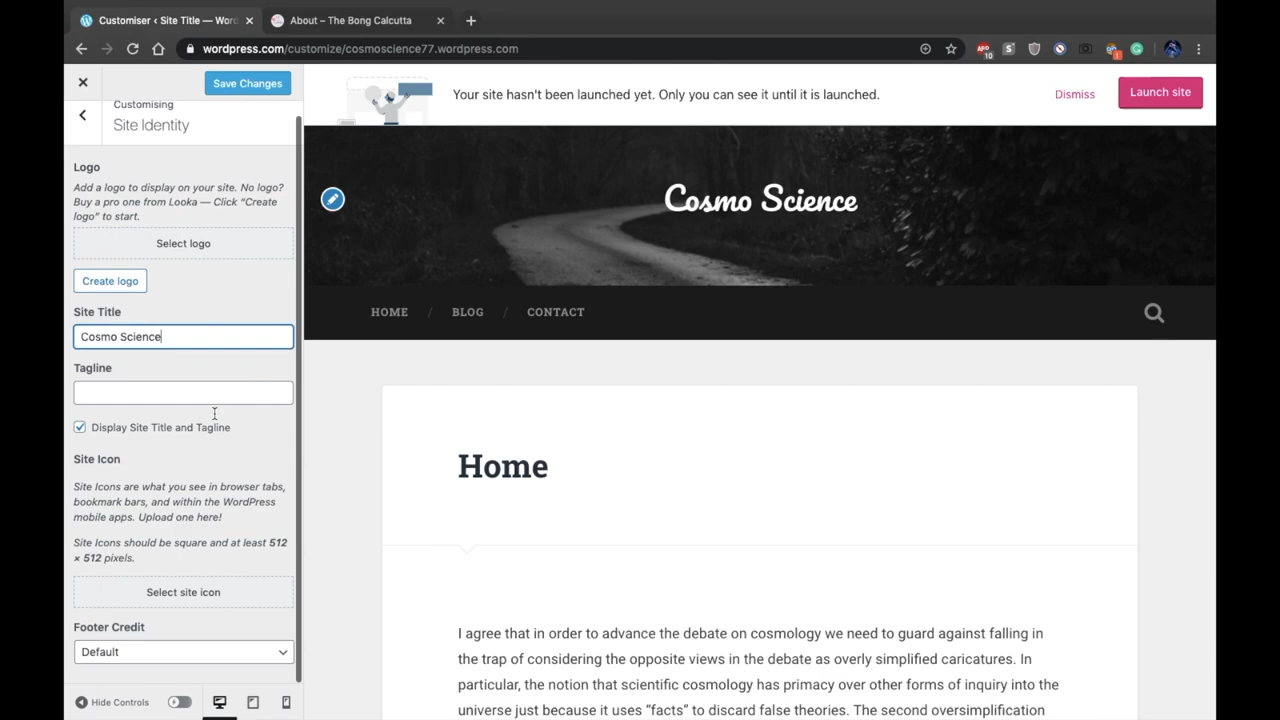 Customiser ‹ Site Title — Word
About – The Bong Calcutta
wordpress.com/customize/cosmoscience77.wordpress.com
10
1
Save Changes
Your site hasn't been launched yet. Only you can see it until it is launched.
Dismiss
Launch site
Customising
Site Identity
Logo
Add a logo to display on your site. No logo?
Buy a pro one from Looka — Click "Create
logo" to start.
Select logo
Create logo
Site Title
Cosmo Science
Tagline
Display Site Title and Tagline
Site Icon
Site Icons are what you see in browser tabs,
bookmark bars, and within the WordPress
mobile apps. Upload one here!
Site Icons should be square and at least 512
× 512 pixels.
Select site icon
Footer Credit
Default
Hide Controls
Cosmo Science
HOME / BLOG / CONTACT
Home
I agree that in order to advance the debate on cosmology we need to guard against falling in
the trap of considering the opposite views in the debate as overly simplified caricatures. In
particular, the notion that scientific cosmology has primacy over other forms of inquiry into the
universe just because it uses “facts” to discard false theories. The second oversimplification